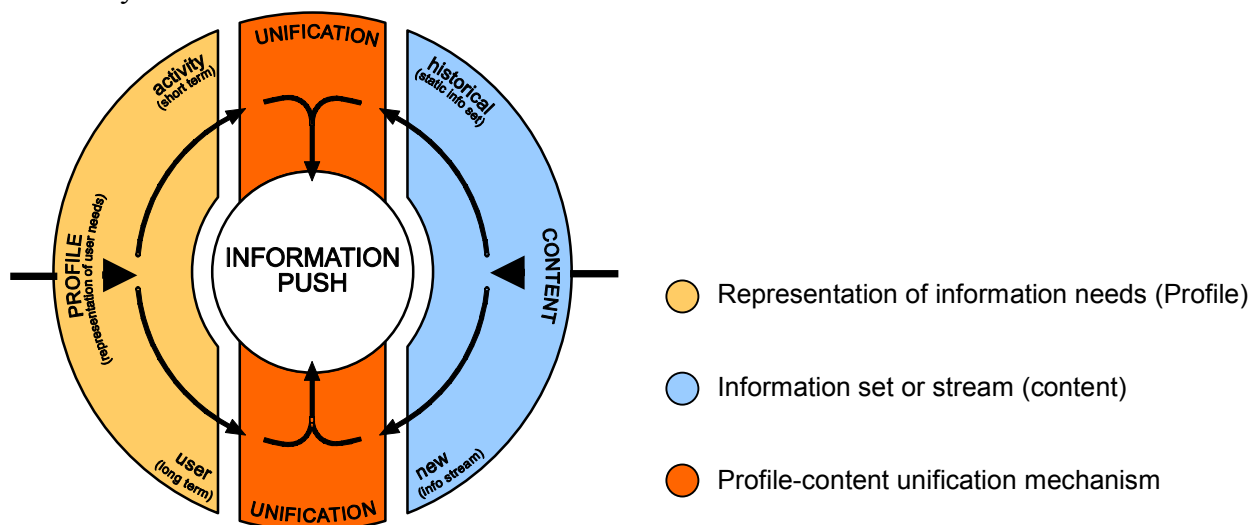 UNIFICATION
activity
(short term)
historical
(static info set)
PROFILE
(representation of user needs)
INFORMATION
PUSH
CONTENT
user
(long term)
new
(info stream)
UNIFICATION
Representation of information needs (Profile)
Information set or stream (content)
Profile-content unification mechanism